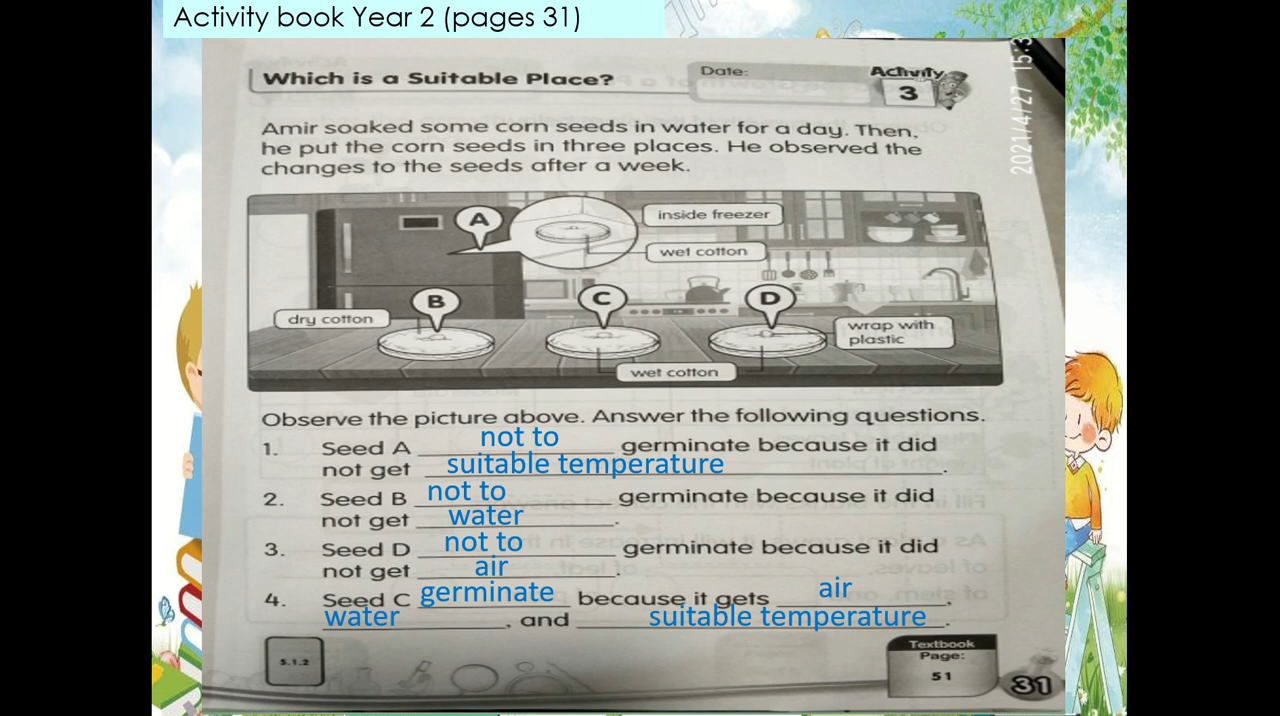 Activity book Year 2 (pages 31)
Which is a Suitable Place?
Date:
Activity
3
2021/4/27 15:3
Amir soaked some corn seeds in water for a day. Then,
he put the corn seeds in three places. He observed the
changes to the seeds after a week.
A
inside freezer
wet cotton
B
C
D
dry cotton
wrap with
plastic
wet cotton
Observe the picture above. Answer the following questions.
1. Seed A not to germinate because it did
not get suitable temperature.
2. Seed B not to germinate because it did
not get water.
3. Seed D not to germinate because it did
not get air.
4. Seed C germinate because it gets air,
water, and suitable temperature.
5.1.2
Textbook
Page:
51
31